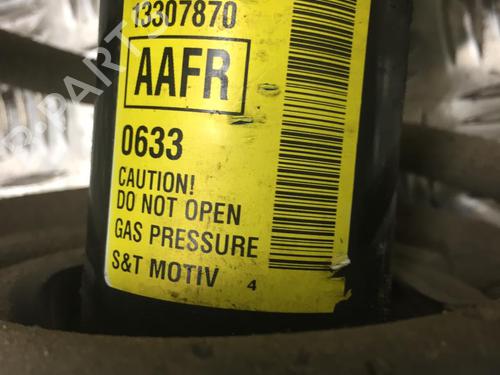 13307870
AAFR
0633
CAUTION!
DO NOT OPEN
GAS PRESSURE
S&T MOTIV 4